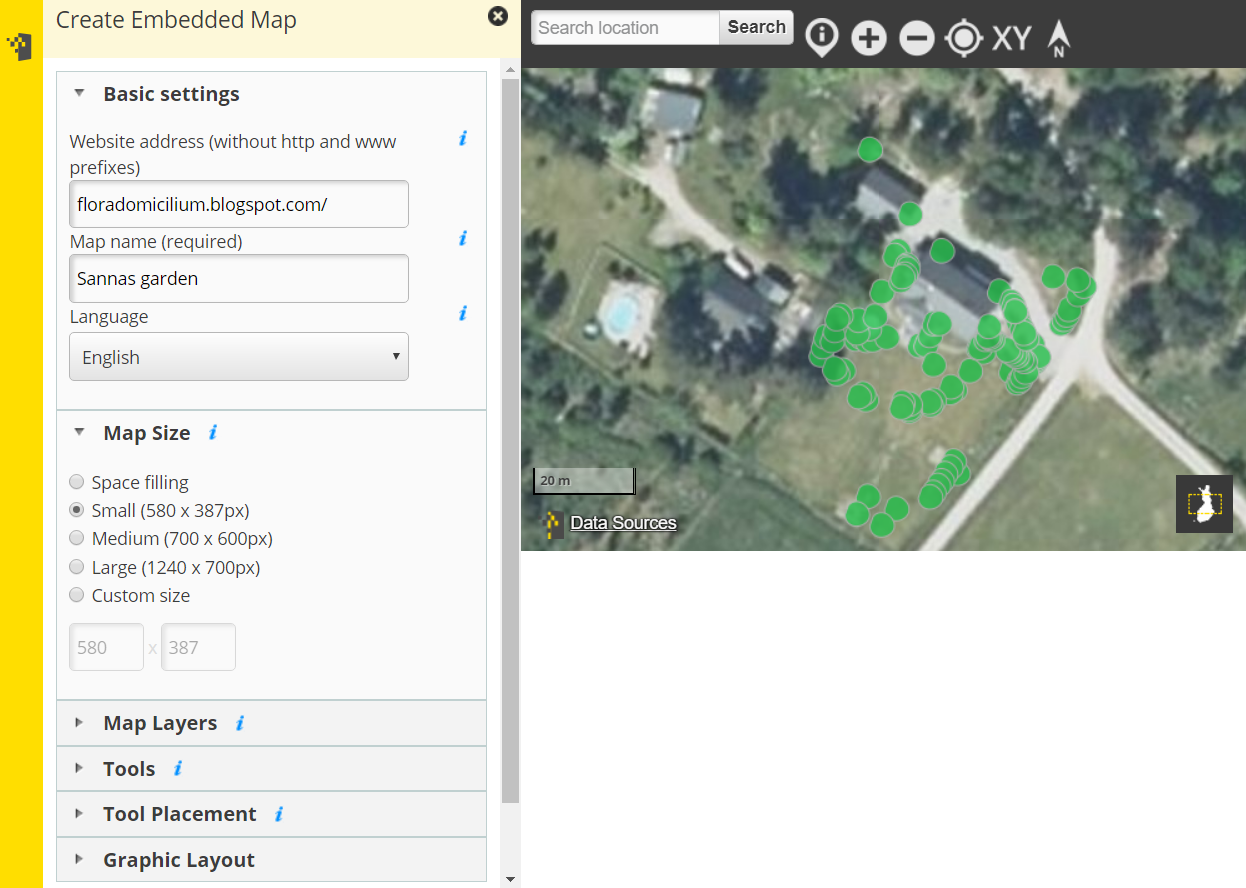 Create Embedded Map
Basic settings
Website address (without http and www
prefixes)
floradomicilium.blogspot.com/
Map name (required)
Sannas garden
Language
English
Map Size
Space filling
Small (580 x 387px)
Medium (700 x 600px)
Large (1240 x 700px)
Custom size
580 x 387
Map Layers
Tools
Tool Placement
Graphic Layout
Search location Search XY N
20 m
Data Sources